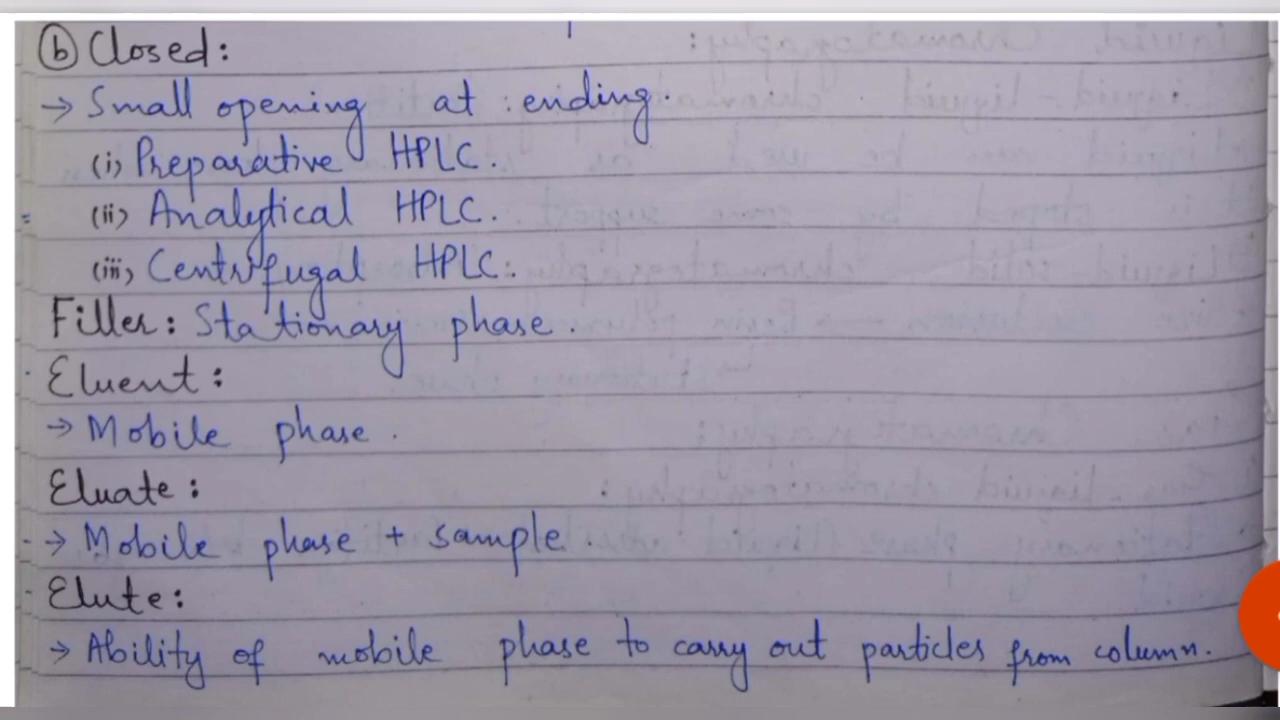 (b) Closed:
→ Small opening at ending.
(i) Preparative HPLC.
(ii) Analytical HPLC.
(iii) Centrifugal HPLC.
Filler: Stationary phase.
Eluent:
→ Mobile phase.
Eluate:
→ Mobile phase + sample.
Elute:
→ Ability of mobile phase to carry out particles from column.